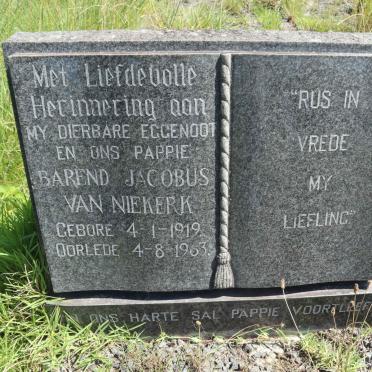 Met Liefdevolle
Herinnering aan
MY DIERBARE EGGENOOT
EN ONS PAPPIE
BAREND JACOBUS
VAN NIEKERK
GEBORE 4-1-1919.
OORLEDE 4-8-1963.
"RUS IN
VREDE
MY
LIEFLING"
ONS HARTE SAL PAPPIE